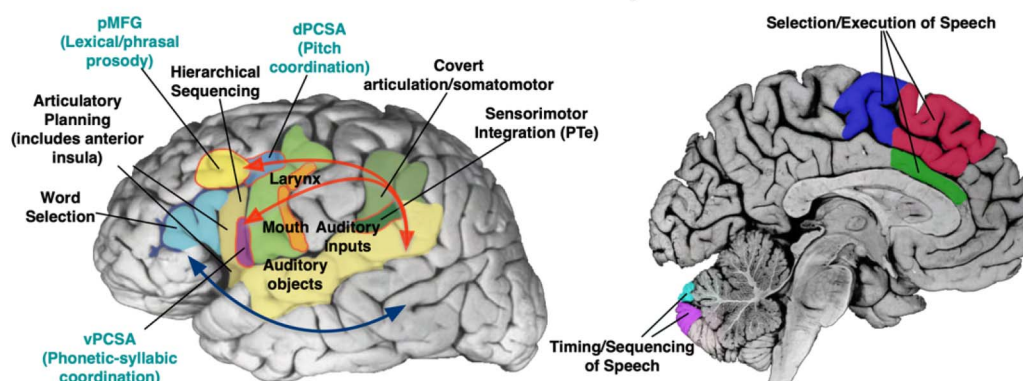 pMFG
(Lexical/phrasal
prosody)
dPCSA
(Pitch
coordination)
Hierarchical
Sequencing
Covert
articulation/somatomotor
Articulatory
Planning
(includes anterior
insula)
Sensorimotor
Integration (PTe)
Word
Selection
Larynx
Mouth
Auditory
Inputs
Auditory
objects
vPCSA
(Phonetic-syllabic
coordination)
Selection/Execution of Speech
Timing/Sequencing
of Speech